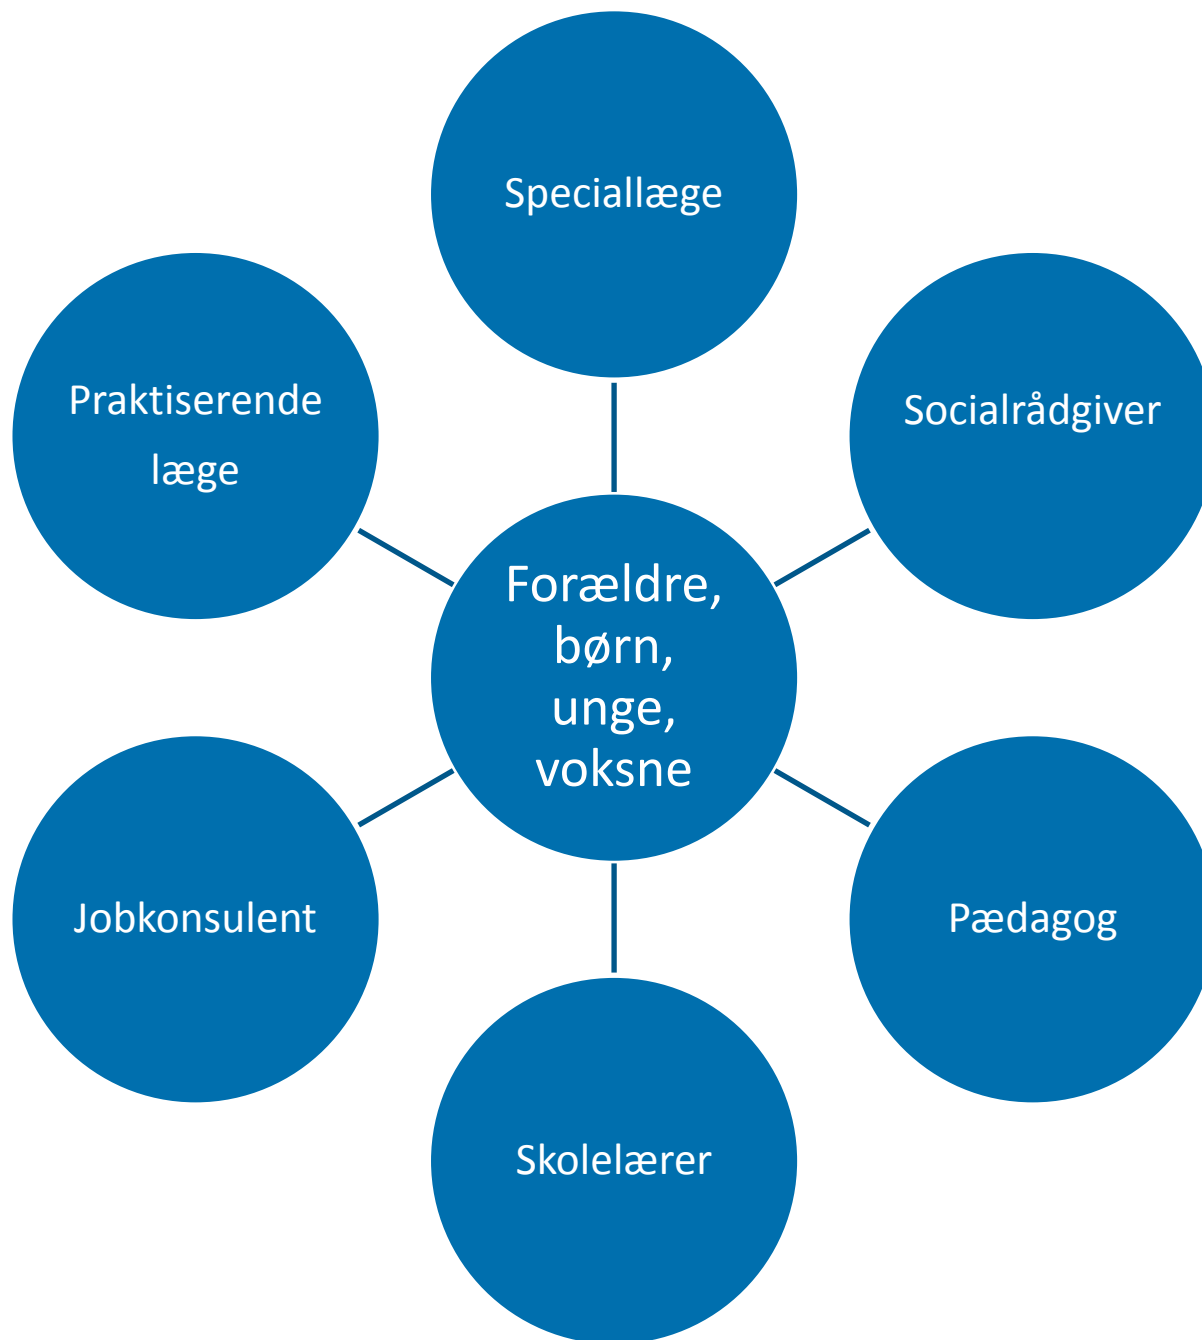 Speciallæge
Praktiserende
læge
Socialrådgiver
Forældre,
børn,
unge,
voksne
Jobkonsulent
Pædagog
Skolelærer